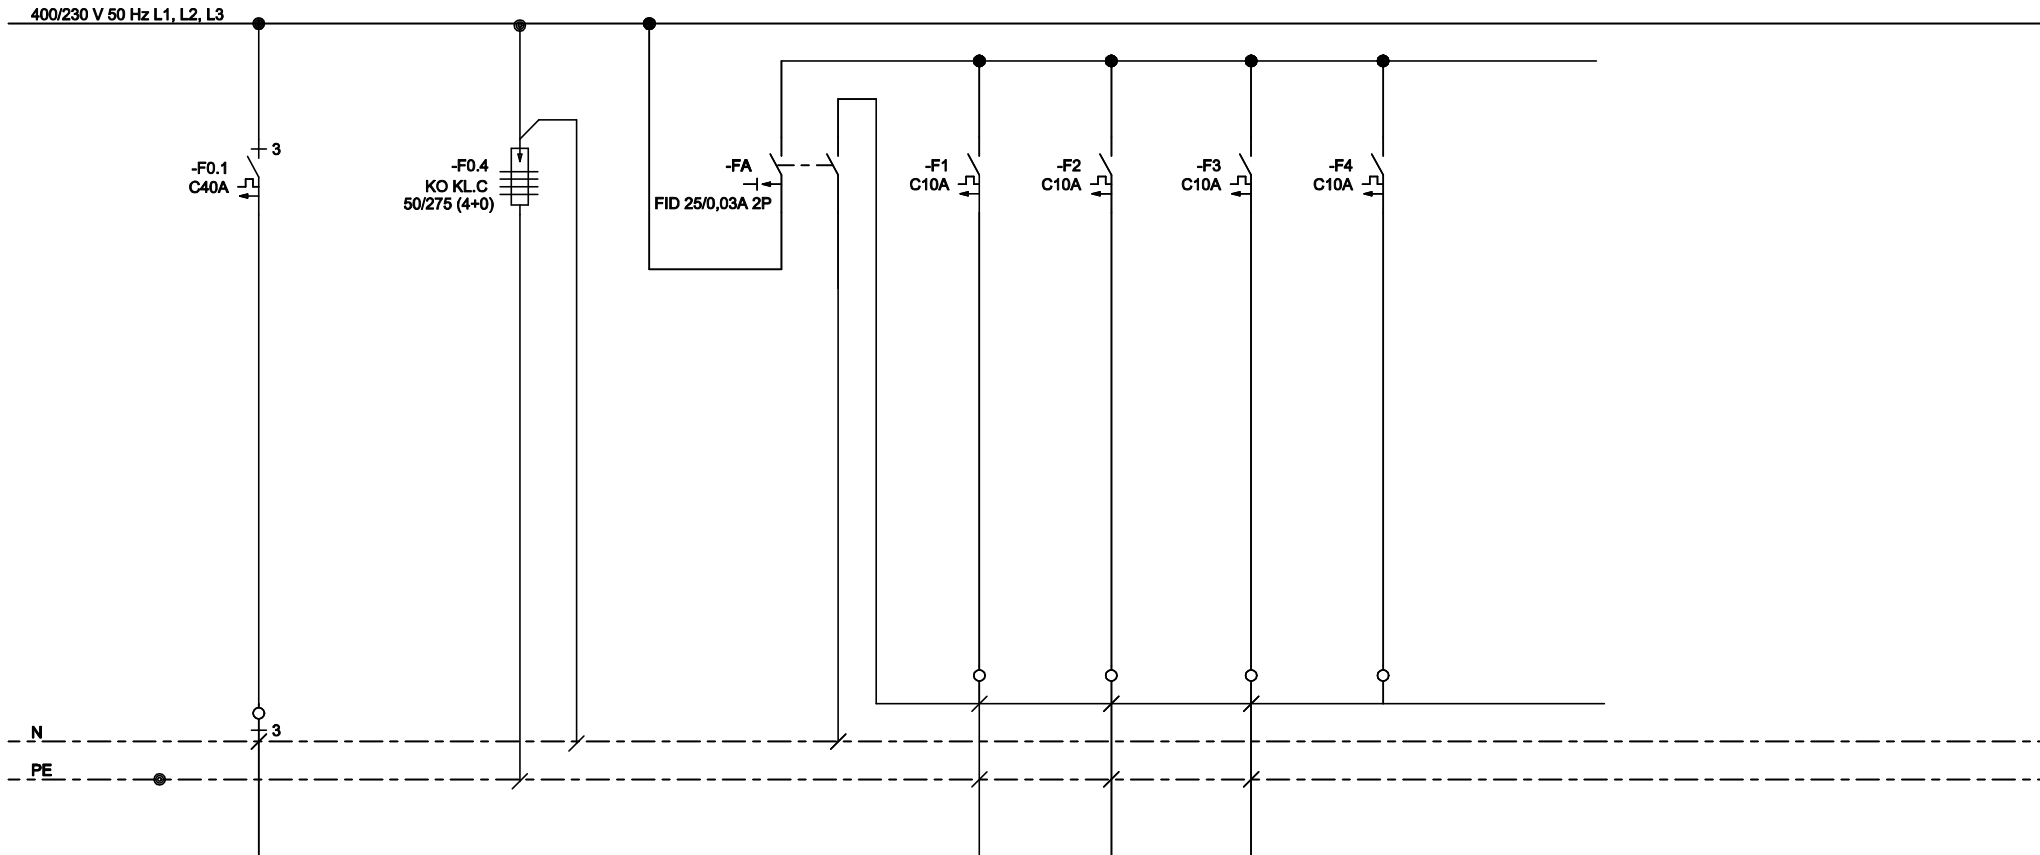 400/230 V 50 Hz L1, L2, L3
3
-F0.1
C40A
-F0.4
KO KL.C
50/275 (4+0)
-FA
FID 25/0,03A 2P
-F1
C10A
-F2
C10A
-F3
C10A
-F4
C10A
3
N
PE